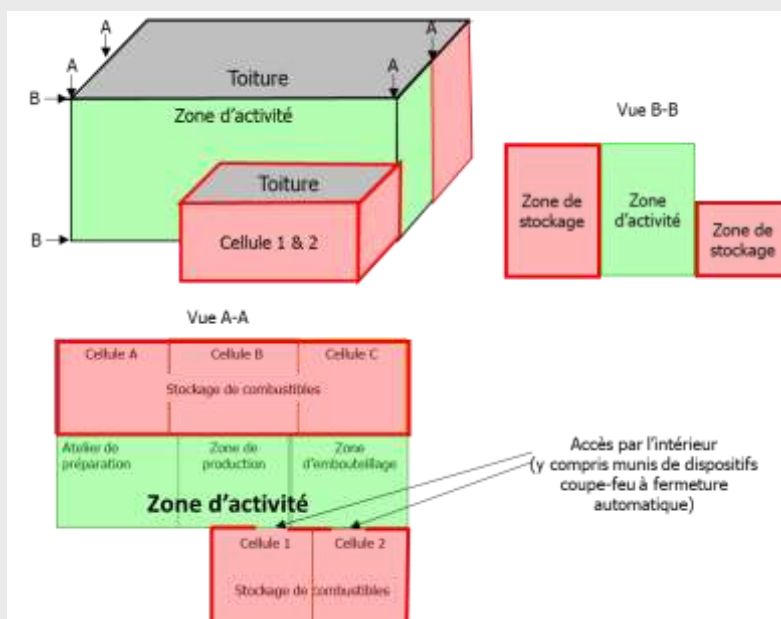 A
A
A
A
Toiture
B
Zone d'activité
Toiture
B
Cellule 1 & 2
Vue B-B
Zone de
stockage
Zone
d'activité
Zone de
stockage
Vue A-A
Cellule A
Cellule B
Cellule C
Stockage de combustibles
Atelier de
préparation
Zone de
production
Zone
d'embouteillage
Zone d'activité
Cellule 1
Cellule 2
Stockage de combustibles
Accès par l'intérieur
(y compris munis de dispositifs
coupe-feu à fermeture
automatique)